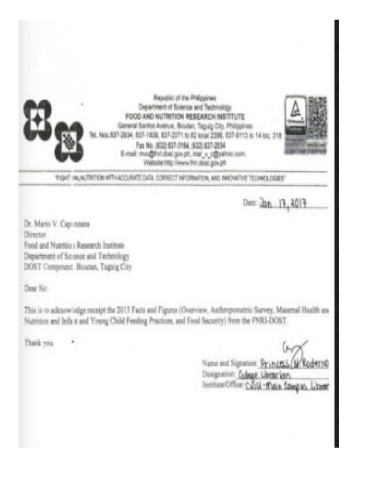 Republic of the Philippines
Department of Science and Technology
FOOD AND NUTRITION RESEARCH INSTITUTE
General Santos Avenue, Bicutan, Taguig City, Philippines
Tel. Nos.837-2934, 837-1839, 837-2071 to 82 local 2298, 837-8113 to 14 loc. 318
Fax No. (632) 837-3164, (632) 837-2934
E-mail: mvc@fnri.dost.gov.ph, mar_v_c@yahoo.com
Website:http://www.fnri.dost.gov.ph
"FIGHT MALNUTRITION WITH ACCURATE DATA, CORRECT INFORMATION, AND INNOVATIVE TECHNOLOGIES"
Date: Jan. 17, 2017
Dr. Mario V. Capanzana
Director
Food and Nutrition Research Institute
Department of Science and Technology
DOST Compound, Bicutan, Taguig City
Dear Sir:
This is to acknowledge receipt the 2013 Facts and Figures (Overview, Anthropometric Survey, Maternal Health and
Nutrition and Infant and Young Child Feeding Practices, and Food Security) from the FNRI-DOST.
Thank you.
Name and Signature: Princess Roderno
Designation: College Librarian
Institute/Office: -Main Campus